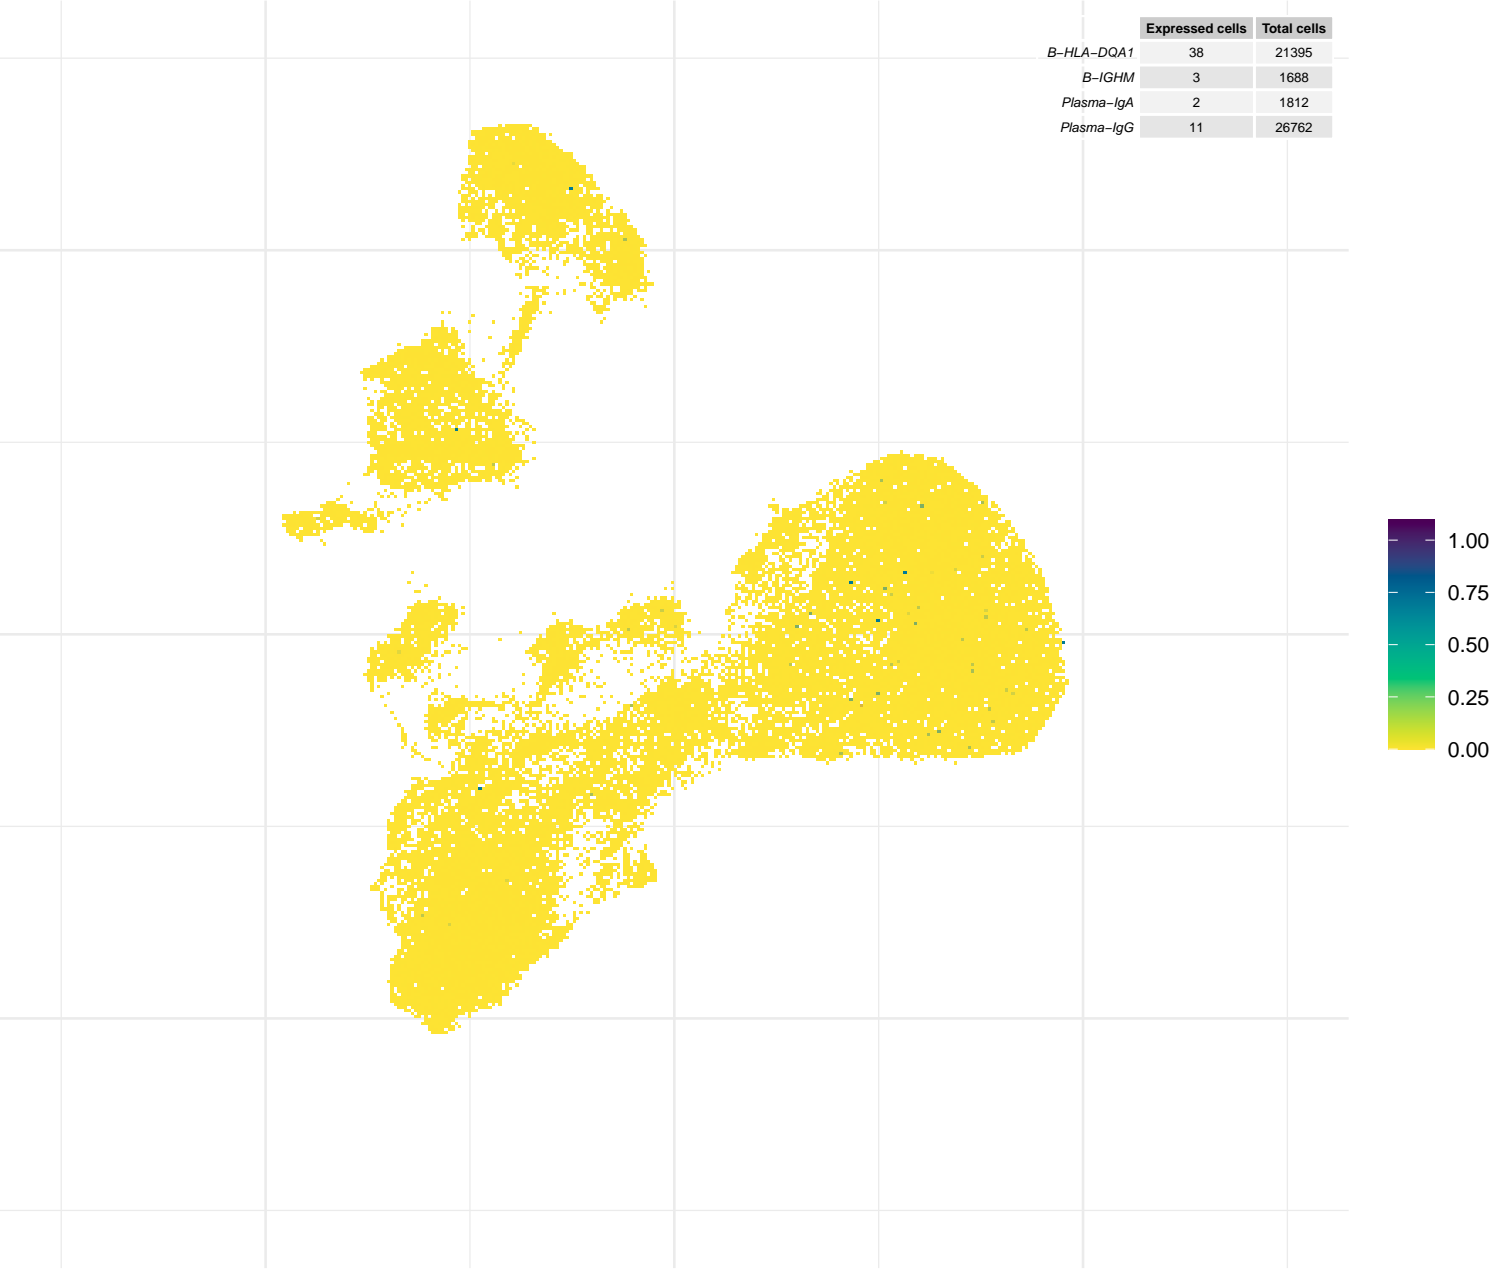 Expressed cells Total cells
B−HLA−DQA1 38 21395
B−IGHM 3 1688
Plasma−IgA 2 1812
Plasma−IgG 11 26762
1.00
0.75
0.50
0.25
0.00